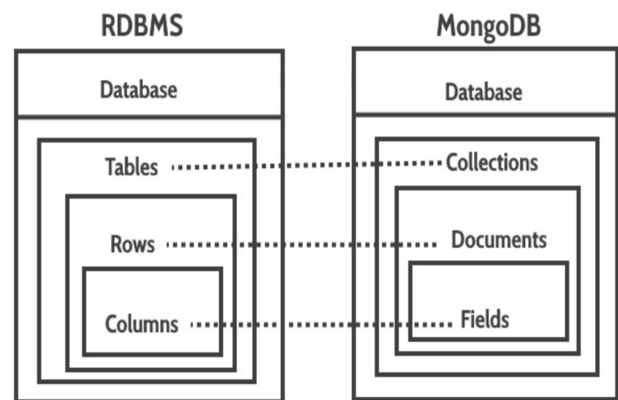 RDBMS
Database
Tables
Rows
Columns
MongoDB
Database
Collections
Documents
Fields